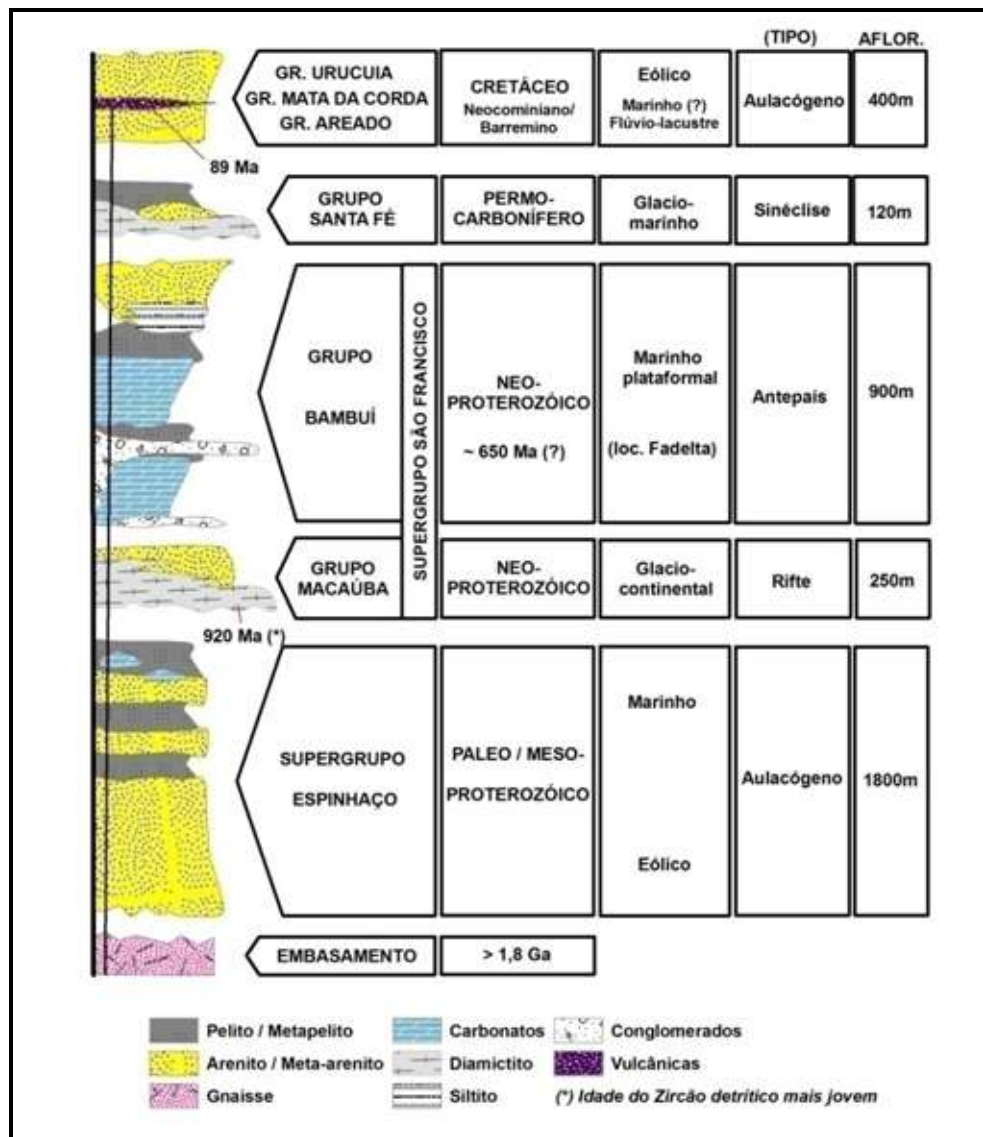 (TIPO)
AFLOR.
GR. URUCUIA
GR. MATA DA CORDA
GR. AREADO
CRETÁCEO
Neocominiano/
Barremino
Eólico
Marinho (?)
Flúvio-lacustre
Aulacógeno
400m
89 Ma
GRUPO
SANTA FÉ
PERMO-
CARBONÍFERO
Glacio-
marinho
Sinéclise
120m
GRUPO
BAMBUÍ
SUPERGRUPO SÃO FRANCISCO
NEO-
PROTEROZÓICO
~ 650 Ma (?)
Marinho
plataformal
(loc. Fadelta)
Antepaís
900m
GRUPO
MACAÚBA
NEO-
PROTEROZÓICO
Glacio-
continental
Rifte
250m
920 Ma (*)
SUPERGRUPO
ESPINHAÇO
PALEO / MESO-
PROTEROZÓICO
Marinho
Eólico
Aulacógeno
1800m
EMBASAMENTO
> 1,8 Ga
Pelito / Metapelito
Carbonatos
Conglomerados
Arenito / Meta-arenito
Diamictito
Vulcânicas
Gnaisse
Siltito
(*) Idade do Zircão detrítico mais jovem